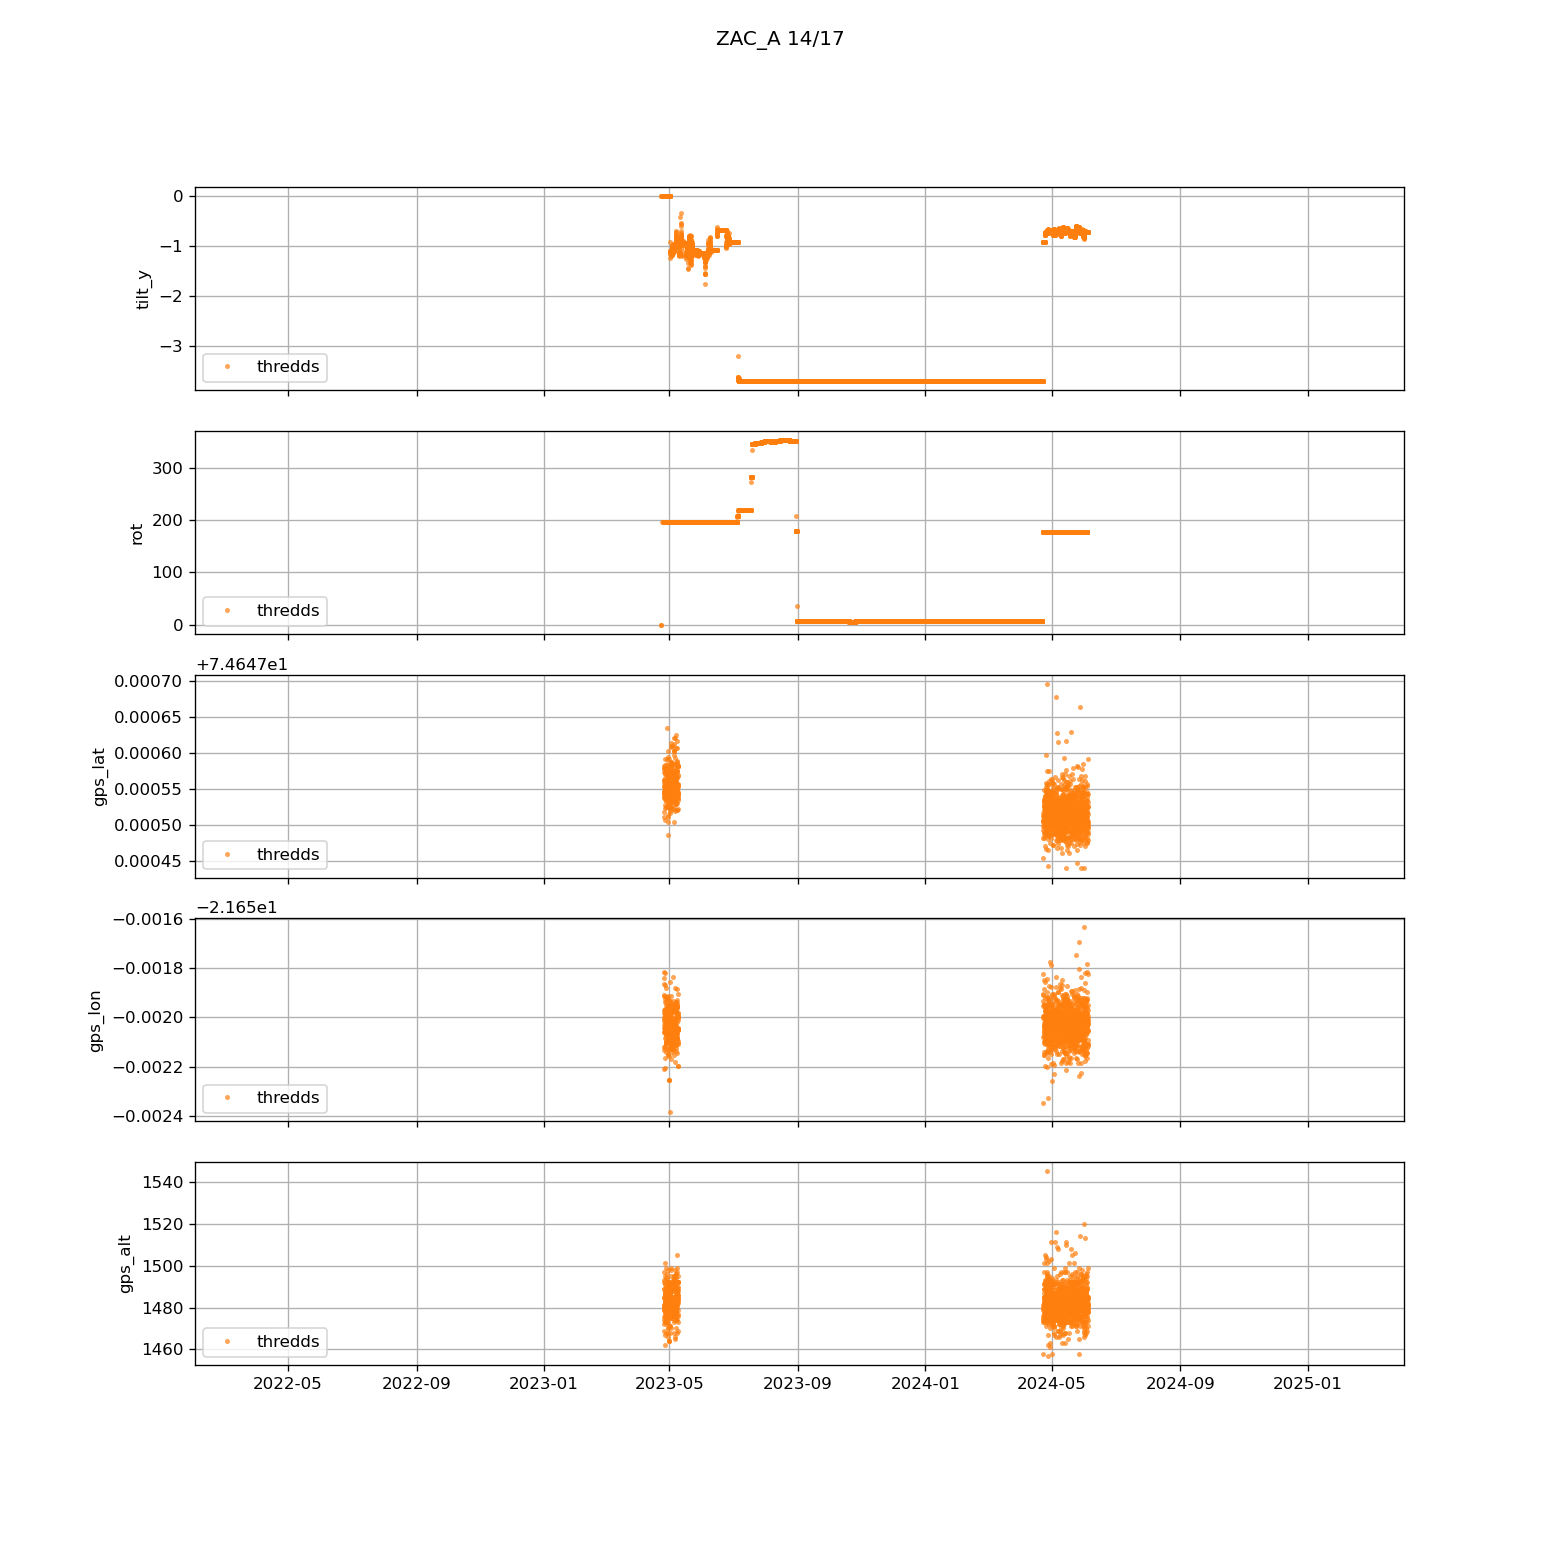 ZAC_A 14/17
0
−1
−2
−3
tilt_y
thredds
300
200
100
0
rot
thredds
+7.4647e1
0.00070
0.00065
0.00060
0.00055
0.00050
0.00045
gps_lat
thredds
−2.165e1
−0.0016
−0.0018
−0.0020
−0.0022
−0.0024
gps_lon
thredds
1540
1520
1500
1480
1460
gps_alt
thredds
2022-05 2022-09 2023-01 2023-05 2023-09 2024-01 2024-05 2024-09 2025-01